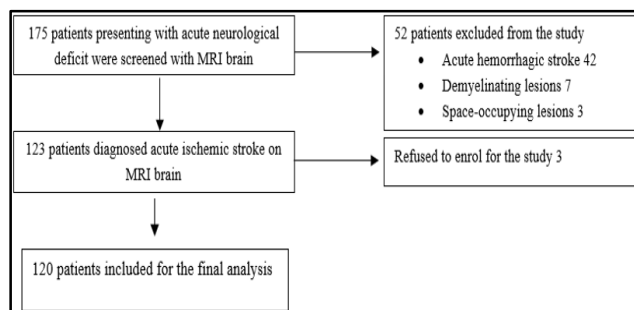 175 patients presenting with acute neurological
deficit were screened with MRI brain
52 patients excluded from the study
• Acute hemorrhagic stroke 42
• Demyelinating lesions 7
• Space-occupying lesions 3
123 patients diagnosed acute ischemic stroke on
MRI brain
Refused to enrol for the study 3
120 patients included for the final analysis